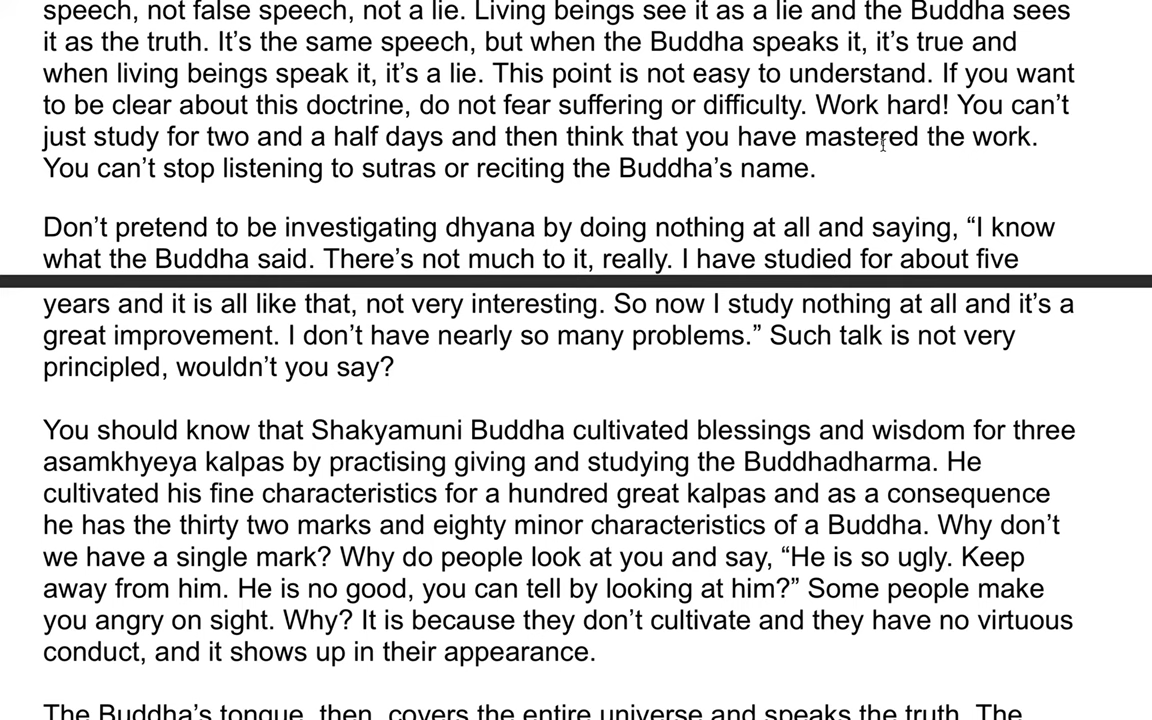 speech, not false speech, not a lie. Living beings see it as a lie and the Buddha sees
it as the truth. It’s the same speech, but when the Buddha speaks it, it’s true and
when living beings speak it, it’s a lie. This point is not easy to understand. If you want
to be clear about this doctrine, do not fear suffering or difficulty. Work hard! You can’t
just study for two and a half days and then think that you have mastered the work.
You can’t stop listening to sutras or reciting the Buddha’s name.
Don’t pretend to be investigating dhyana by doing nothing at all and saying, “I know
what the Buddha said. There’s not much to it, really. I have studied for about five
years and it is all like that, not very interesting. So now I study nothing at all and it’s a
great improvement. I don’t have nearly so many problems.” Such talk is not very
principled, wouldn’t you say?
You should know that Shakyamuni Buddha cultivated blessings and wisdom for three
asamkhyeya kalpas by practising giving and studying the Buddhadharma. He
cultivated his fine characteristics for a hundred great kalpas and as a consequence
he has the thirty two marks and eighty minor characteristics of a Buddha. Why don’t
we have a single mark? Why do people look at you and say, “He is so ugly. Keep
away from him. He is no good, you can tell by looking at him?” Some people make
you angry on sight. Why? It is because they don’t cultivate and they have no virtuous
conduct, and it shows up in their appearance.
The Buddha’s tongue, then, covers the entire universe and speaks the truth. The